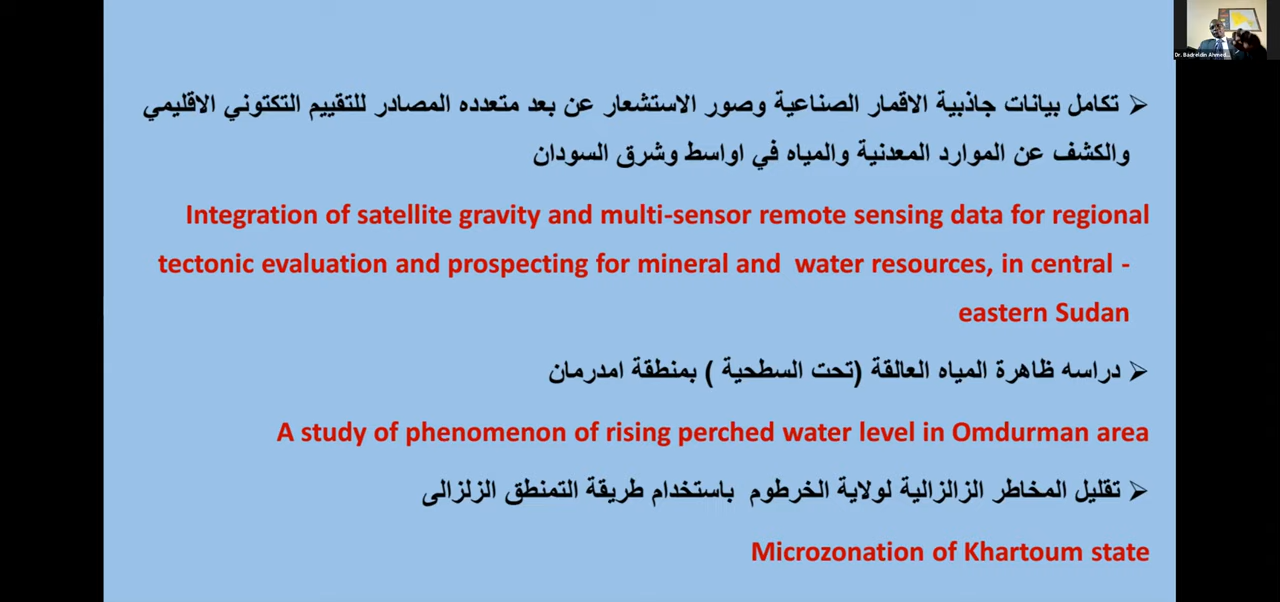 تكامل بيانات جاذبية الاقمار الصناعية وصور الاستشعار عن بعد متعدده المصادر للتقييم التكتوني الاقليمي
والكشف عن الموارد المعدنية والمياه في اواسط وشرق السودان
Integration of satellite gravity and multi-sensor remote sensing data for regional
tectonic evaluation and prospecting for mineral and water resources, in central -
eastern Sudan
دراسه ظاهرة المياه العالقة (تحت السطحية ) بمنطقة امدرمان
A study of phenomenon of rising perched water level in Omdurman area
تقليل المخاطر الزالزالية لولاية الخرطوم باستخدام طريقة التمنطق الزلزالى
Microzonation of Khartoum state
Dr. Badreldin Ahmed...